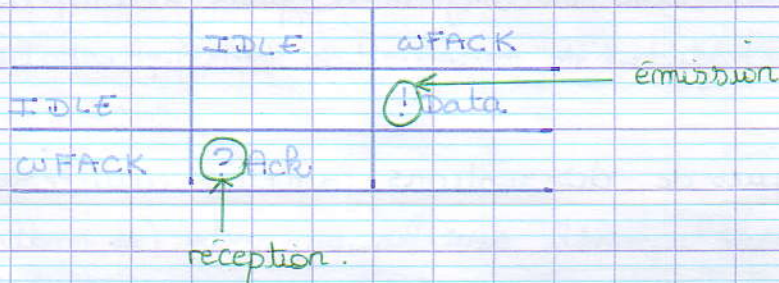 IDLE WFACK
émission
IDLE !Data
WFACK ?Ack
réception.